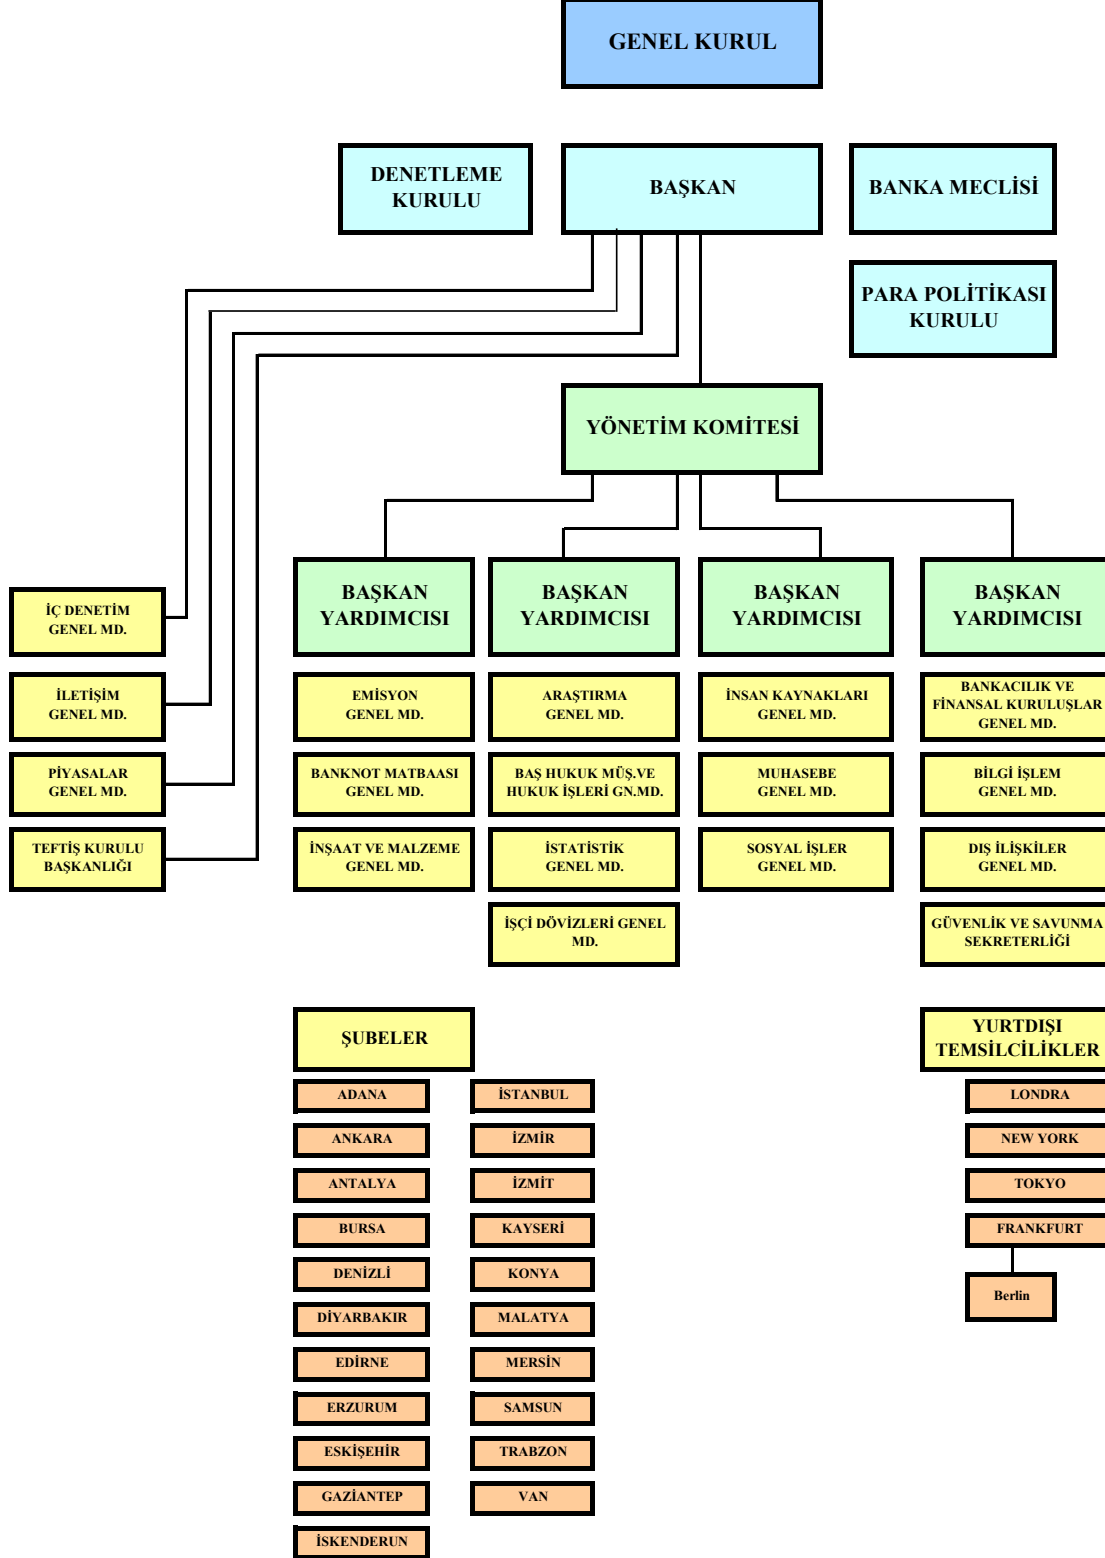 GENEL KURUL
DENETLEME
KURULU
BAŞKAN
BANKA MECLİSİ
PARA POLİTİKASI
KURULU
YÖNETİM KOMİTESİ
İÇ DENETİM
GENEL MD.
İLETİŞİM
GENEL MD.
PİYASALAR
GENEL MD.
TEFTİŞ KURULU
BAŞKANLIĞI
BAŞKAN
YARDIMCISI
EMİSYON
GENEL MD.
BANKNOT MATBAASI
GENEL MD.
İNŞAAT VE MALZEME
GENEL MD.
BAŞKAN
YARDIMCISI
ARAŞTIRMA
GENEL MD.
BAŞ HUKUK MÜŞ.VE
HUKUK İŞLERİ GN.MD.
İSTATİSTİK
GENEL MD.
İŞÇİ DÖVİZLERİ GENEL
MD.
BAŞKAN
YARDIMCISI
İNSAN KAYNAKLARI
GENEL MD.
MUHASEBE
GENEL MD.
SOSYAL İŞLER
GENEL MD.
BAŞKAN
YARDIMCISI
BANKACILIK VE
FİNANSAL KURULUŞLAR
GENEL MD.
BİLGİ İŞLEM
GENEL MD.
DIŞ İLİŞKİLER
GENEL MD.
GÜVENLİK VE SAVUNMA
SEKRETERLİĞİ
ŞUBELER
ADANA
ANKARA
ANTALYA
BURSA
DENİZLİ
DİYARBAKIR
EDİRNE
ERZURUM
ESKİŞEHİR
GAZİANTEP
İSKENDERUN
İSTANBUL
İZMİR
İZMİT
KAYSERİ
KONYA
MALATYA
MERSİN
SAMSUN
TRABZON
VAN
YURTDIŞI
TEMSİLCİLİKLER
LONDRA
NEW YORK
TOKYO
FRANKFURT
Berlin